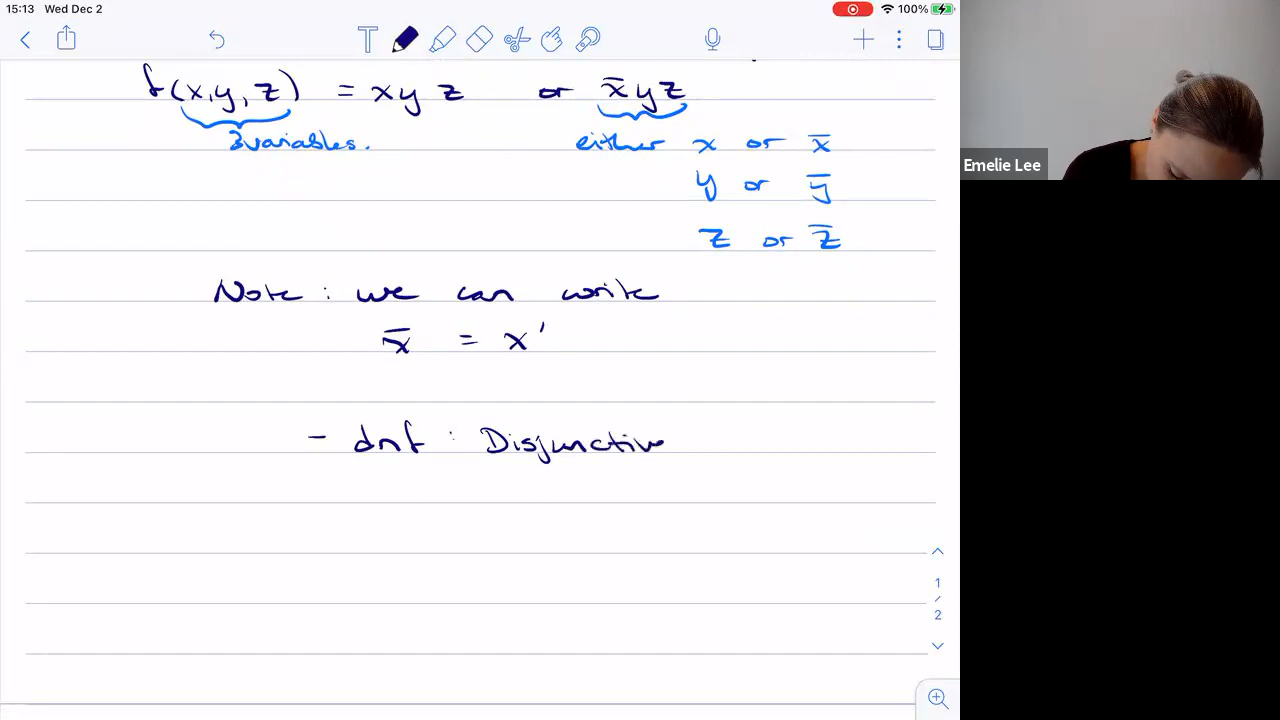 15:13 Wed Dec 2
100%
T
f(x,y,z) = xyz or x̅yz
3variables. either x or x̅
y or y̅
z or z̅
Emelie Lee
Note : we can write
x̅ = x'
- dnf : Disjunctive
1
/
2